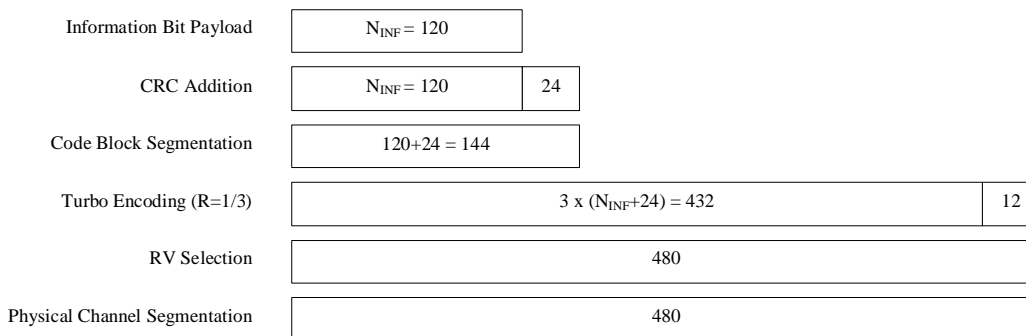 Information Bit Payload N_INF = 120
CRC Addition N_INF = 120 24
Code Block Segmentation 120+24 = 144
Turbo Encoding (R=1/3) 3 x (N_INF+24) = 432 12
RV Selection 480
Physical Channel Segmentation 480